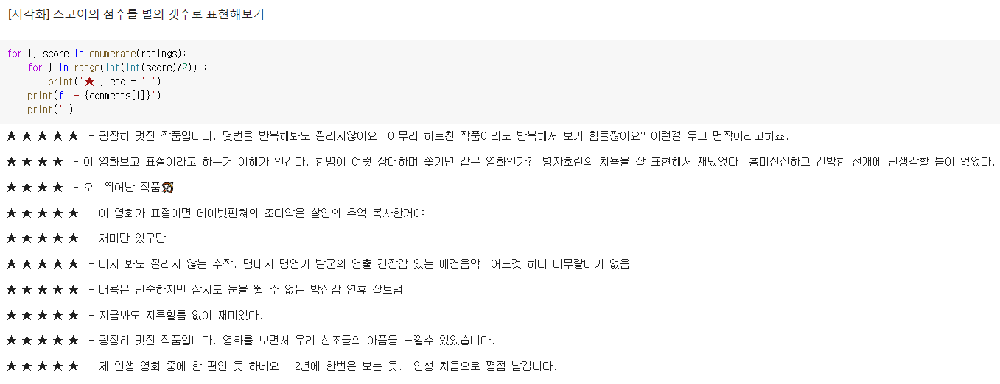 [시각화] 스코어의 점수를 별의 갯수로 표현해보기
for i, score in enumerate(ratings):
    for j in range(int(int(score)/2)) :
        print('★', end = ' ')
    print(f' - {comments[i]}')
    print('')
★ ★ ★ ★ ★  - 굉장히 멋진 작품입니다. 몇번을 반복해봐도 질리지않아요. 아무리 히트친 작품이라도 반복해서 보기 힘들잖아요? 이런걸 두고 명작이라고하죠.
★ ★ ★ ★  - 이 영화보고 표절이라고 하는거 이해가 안간다. 한명이 여럿 상대하며 쫓기면 같은 영화인가?  병자호란의 치욕을 잘 표현해서 재밌었다. 흥미진진하고 긴박한 전개에 딴생각할 틈이 없었다.
★ ★ ★ ★  - 오  뛰어난 작품🏹
★ ★ ★ ★ ★  - 이 영화가 표절이면 데이빗핀쳐의 조디악은 살인의 추억 복사한거야
★ ★ ★ ★ ★  - 재미만 있구만
★ ★ ★ ★ ★  - 다시 봐도 질리지 않는 수작. 명대사 명연기 발군의 연출 긴장감 있는 배경음악  어느것 하나 나무랄데가 없음
★ ★ ★ ★ ★  - 내용은 단순하지만 잠시도 눈을 뛸 수 없는 박진감 연휴 잘보냄
★ ★ ★ ★ ★  - 지금봐도 지루할틈 없이 재미있다.
★ ★ ★ ★ ★  - 굉장히 멋진 작품입니다. 영화를 보면서 우리 선조들의 아픔을 느낄수 있었습니다.
★ ★ ★ ★ ★  - 제 인생 영화 중에 한 편인 듯 하네요.  2년에 한번은 보는 듯.  인생 처음으로 평점 남깁니다.